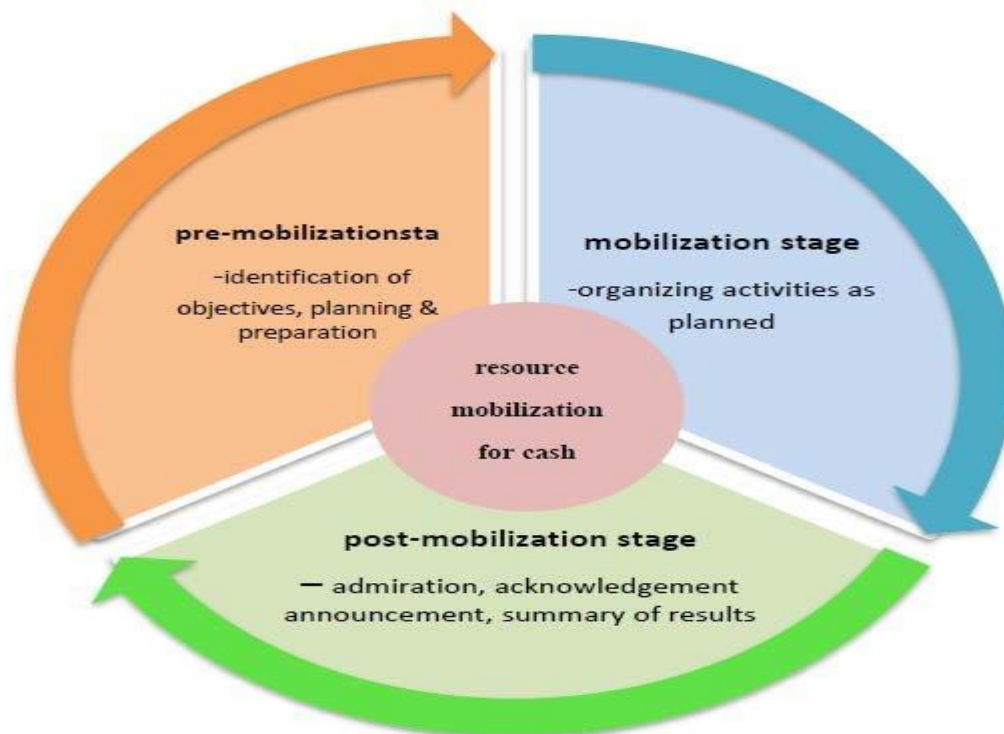 pre-mobilizationsta
-identification of
objectives, planning &
preparation
mobilization stage
-organizing activities as
planned
resource
mobilization
for cash
post-mobilization stage
— admiration, acknowledgement
announcement, summary of results